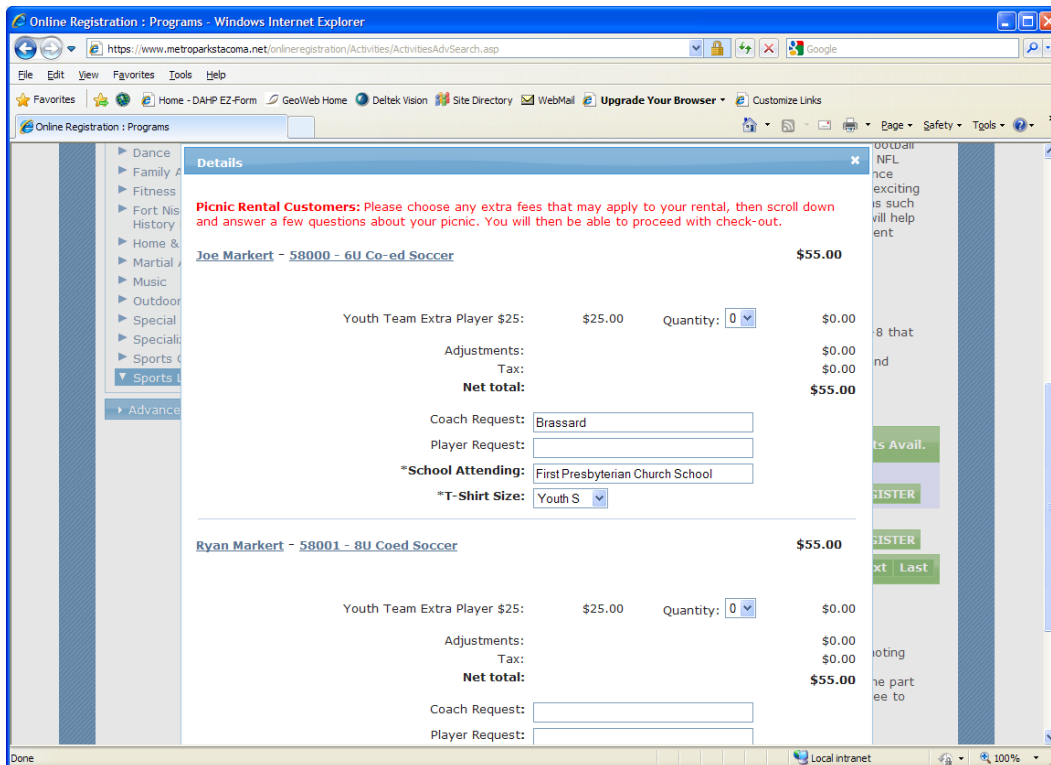 Online Registration : Programs - Windows Internet Explorer
https://www.metroparkstacoma.net/onlineregistration/Activities/ActivitiesAdvSearch.asp
Google
File Edit View Favorites Tools Help
Favorites Home - DAHP EZ-Form GeoWeb Home Deltek Vision Site Directory WebMail Upgrade Your Browser Customize Links
Online Registration : Programs
Page Safety Tools
Dance
Family A
Fitness
Fort Nis
History
Home &
Martial A
Music
Outdoor
Special
Specializ
Sports C
Sports L
Advance
Details
Picnic Rental Customers: Please choose any extra fees that may apply to your rental, then scroll down
and answer a few questions about your picnic. You will then be able to proceed with check-out.
Joe Markert - 58000 - 6U Co-ed Soccer $55.00
Youth Team Extra Player $25: $25.00 Quantity: 0 $0.00
Adjustments: $0.00
Tax: $0.00
Net total: $55.00
Coach Request: Brassard
Player Request:
*School Attending: First Presbyterian Church School
*T-Shirt Size: Youth S
Ryan Markert - 58001 - 8U Coed Soccer $55.00
Youth Team Extra Player $25: $25.00 Quantity: 0 $0.00
Adjustments: $0.00
Tax: $0.00
Net total: $55.00
Coach Request:
Player Request:
NFL
nce
exciting
s such
will help
ent
-8 that
nd
ts Avail.
GISTER
GISTER
xt Last
noting
he part
ee to
Done Local intranet 100%